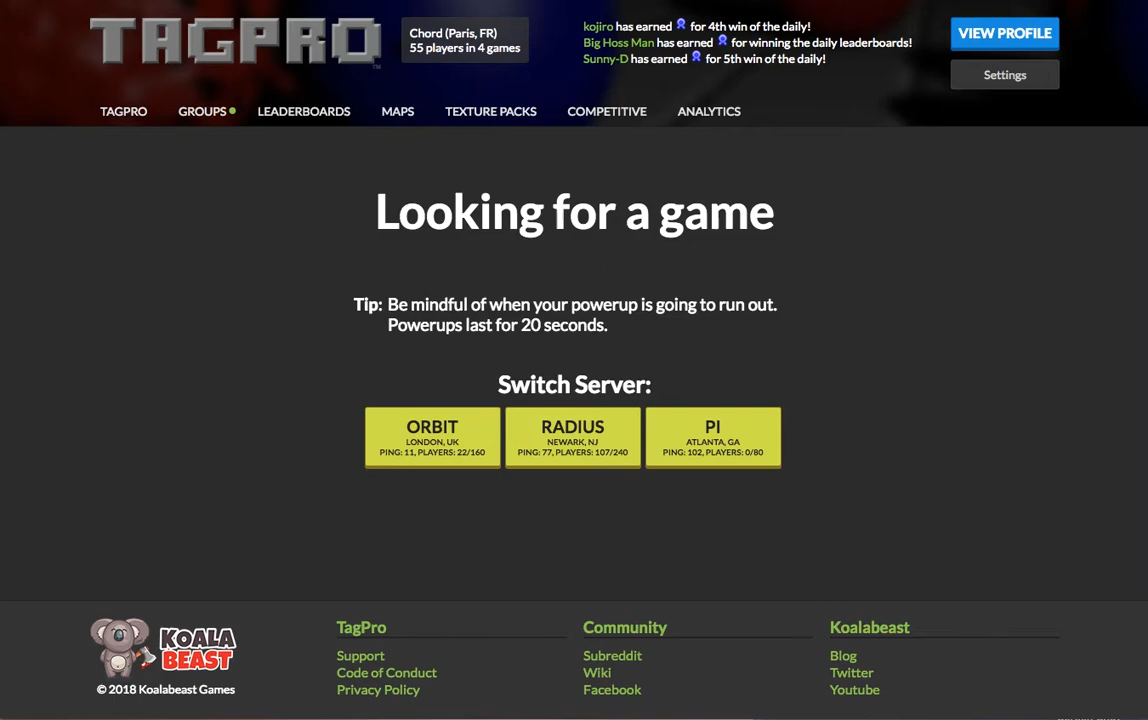 TAGPRO
Chord (Paris, FR)
55 players in 4 games
kojiro has earned for 4th win of the daily!
Big Hoss Man has earned for winning the daily leaderboards!
Sunny-D has earned for 5th win of the daily!
VIEW PROFILE
Settings
TAGPRO GROUPS LEADERBOARDS MAPS TEXTURE PACKS COMPETITIVE ANALYTICS
Looking for a game
Tip: Be mindful of when your powerup is going to run out.
Powerups last for 20 seconds.
Switch Server:
ORBIT
LONDON, UK
PING: 11, PLAYERS: 22/160
RADIUS
NEWARK, NJ
PING: 77, PLAYERS: 107/240
PI
ATLANTA, GA
PING: 102, PLAYERS: 0/80
KOALA
BEAST
© 2018 Koalabeast Games
TagPro
Support
Code of Conduct
Privacy Policy
Community
Subreddit
Wiki
Facebook
Koalabeast
Blog
Twitter
Youtube